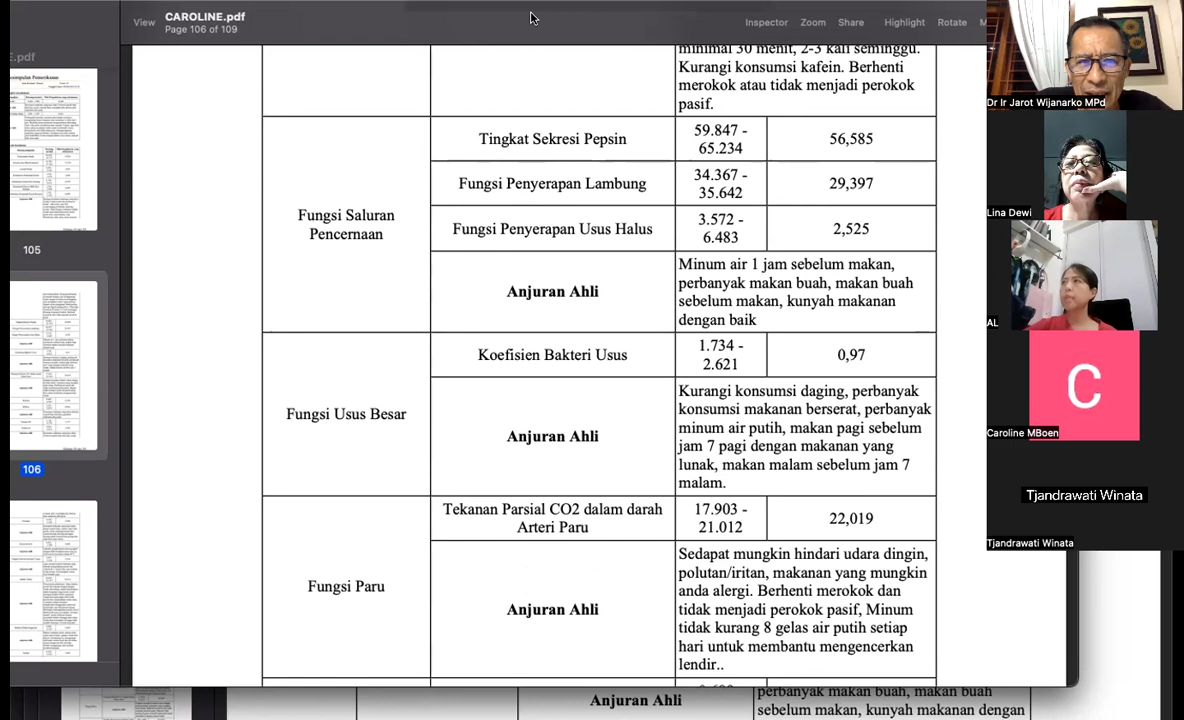 View
CAROLINE.pdf
Page 106 of 109
Inspector
Zoom
Share
Highlight
Rotate
E.pdf
105
106
minimal 30 menit, 2-3 kali seminggu.
Kurangi konsumsi kafein. Berhenti
merokok atau tidak menjadi perokok
pasif.
Fungsi Saluran
Pencernaan
Tingkat Sekresi Pepsin
59.847 -
65.234
56,585
Fungsi Penyerapan Lambung
34.367 -
35.642
29,397
Fungsi Penyerapan Usus Halus
3.572 -
6.483
2,525
Anjuran Ahli
Minum air 1 jam sebelum makan,
perbanyak makan buah, makan buah
sebelum makan, kunyah makanan
dengan baik
Fungsi Usus Besar
Koefisien Bakteri Usus
1.734 -
2.621
0,97
Anjuran Ahli
Kurangi konsumsi daging, perbanyak
konsumsi makanan berserat, perbanyak
minum air putih, makan pagi sebelum
jam 7 pagi dengan makanan yang
lunak, makan malam sebelum jam 7
malam.
Fungsi Paru
Tekanan Parsial CO2 dalam darah
Arteri Paru
17.903 -
21.012
22,019
Anjuran Ahli
Sedapat mungkin hindari udara dingin,
polutan/iritan, makanan yang mungkin
anda alergi. Berhenti merokok dan
tidak menjadi perokok pasif, Minum
tidak kurang 8 gelas air putih setiap
hari untuk membantu mengencerkan
lendir..
Anjuran Ahli
perbanyak makan buah, makan buah
sebelum makan, kunyah makanan dengan
Dr Ir Jarot Wijanarko MPd
Lina Dewi
AL
C
Caroline MBoen
Tjandrawati Winata
Tjandrawati Winata